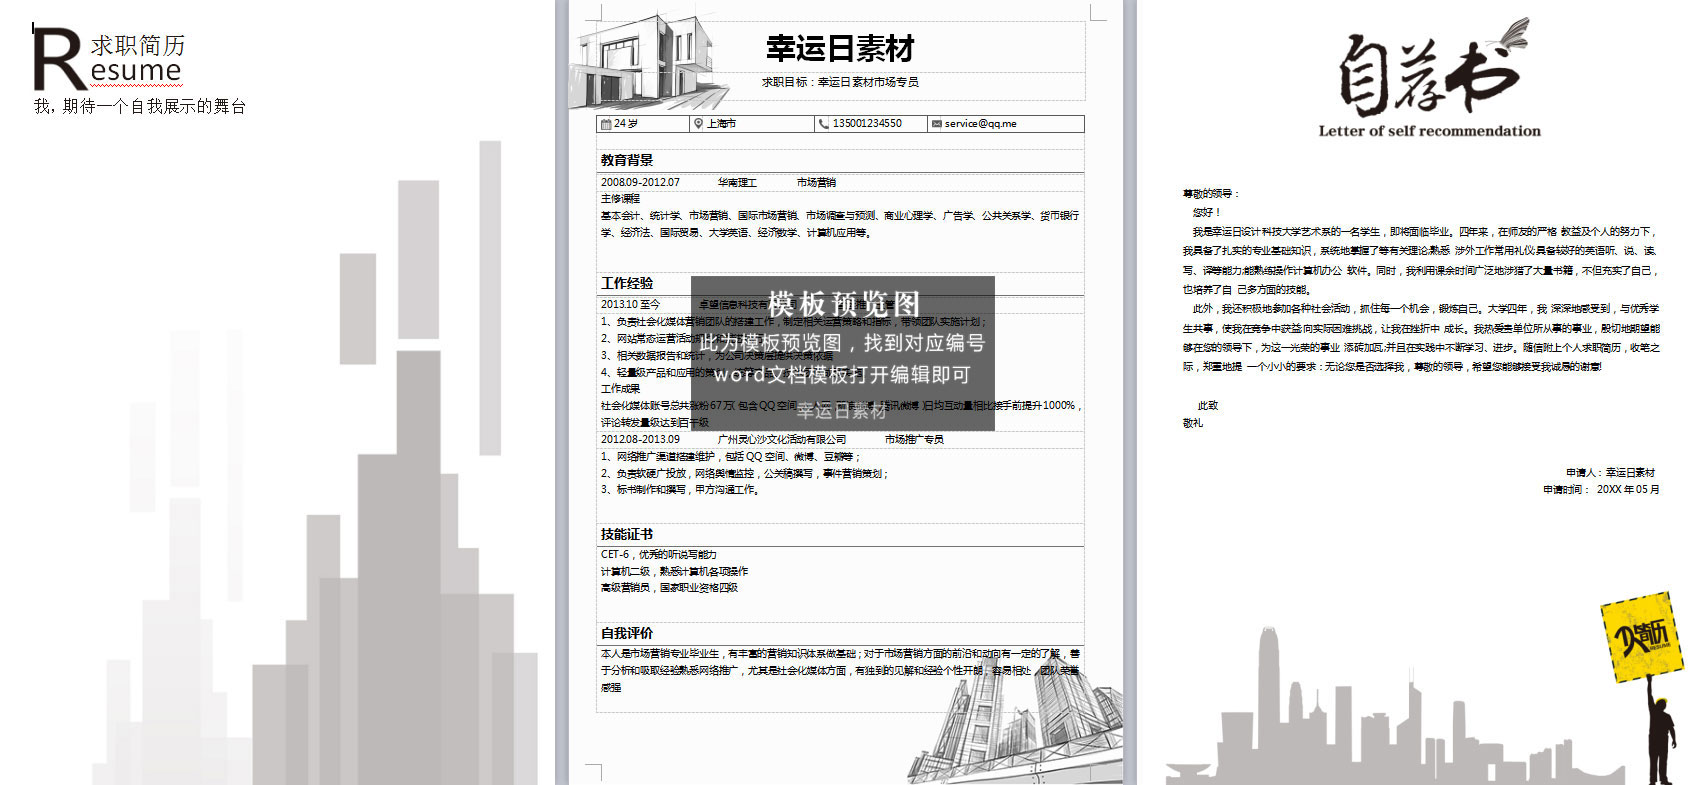 求职简历
Resume
我，期待一个自我展示的舞台
幸运日素材
求职目标：幸运日素材市场专员
24 岁 上海市 135001234550 service@qq.me
教育背景
2008.09-2012.07 华南理工 市场营销
主修课程
基本会计、统计学、市场营销、国际市场营销、市场调查与预测、商业心理学、广告学、公共关系学、货币银行
学、经济法、国际贸易、大学英语、经济数学、计算机应用等。
工作经验
2013.10 至今 卓望信息科技有
1、负责社会化媒体营销团队的搭建工作，制定相关运营策略和指标，带领团队实施计划；
2、网站常态运营活动
3、相关数据报告和统计，为公司决策层提供决策依据
4、轻量级产品和应用的策
工作成果
社会化媒体账号总共涨粉 67 万（包含 QQ 空间 腾讯微博）日均互动量相比接手前提升 1000%，
评论转发量级达到百千级
模板预览图
此为模板预览图，找到对应编号
word文档模板打开编辑即可
幸运日素材
2012.08-2013.09 广州灵心沙文化活动有限公司 市场推广专员
1、网络推广渠道搭建维护，包括 QQ 空间、微博、豆瓣等；
2、负责软硬广投放，网络舆情监控，公关稿撰写，事件营销策划；
3、标书制作和撰写，甲方沟通工作。
技能证书
CET-6，优秀的听说写能力
计算机二级，熟悉计算机各项操作
高级营销员，国家职业资格四级
自我评价
本人是市场营销专业毕业生，有丰富的营销知识体系做基础；对于市场营销方面的前沿和动向有一定的了解，善
于分析和吸取经验熟悉网络推广，尤其是社会化媒体方面，有独到的见解和经验个性开朗，容易相处，团队荣誉
感强
自荐书
Letter of self recommendation
尊敬的领导：
您好！
我是幸运日设计科技大学艺术系的一名学生，即将面临毕业。四年来，在师友的严格 教益及个人的努力下，
我具备了扎实的专业基础知识，系统地掌握了等有关理论;熟悉 涉外工作常用礼仪;具备较好的英语听、说、读、
写、译等能力;能熟练操作计算机办公 软件。同时，我利用课余时间广泛地涉猎了大量书籍，不但充实了自己，
也培养了自 己多方面的技能。
此外，我还积极地参加各种社会活动，抓住每一个机会，锻炼自己。大学四年，我 深深地感受到，与优秀学
生共事，使我在竞争中获益;向实际困难挑战，让我在挫折中 成长。我热爱贵单位所从事的事业，殷切地期望能
够在您的领导下，为这一光荣的事业 添砖加瓦;并且在实践中不断学习、进步。随信附上个人求职简历，收笔之
际，郑重地提 一个小小的要求：无论您是否选择我，尊敬的领导，希望您能够接受我诚恳的谢意!
此致
敬礼
申请人：幸运日素材
申请时间： 20XX 年 05 月
简历
RESUME